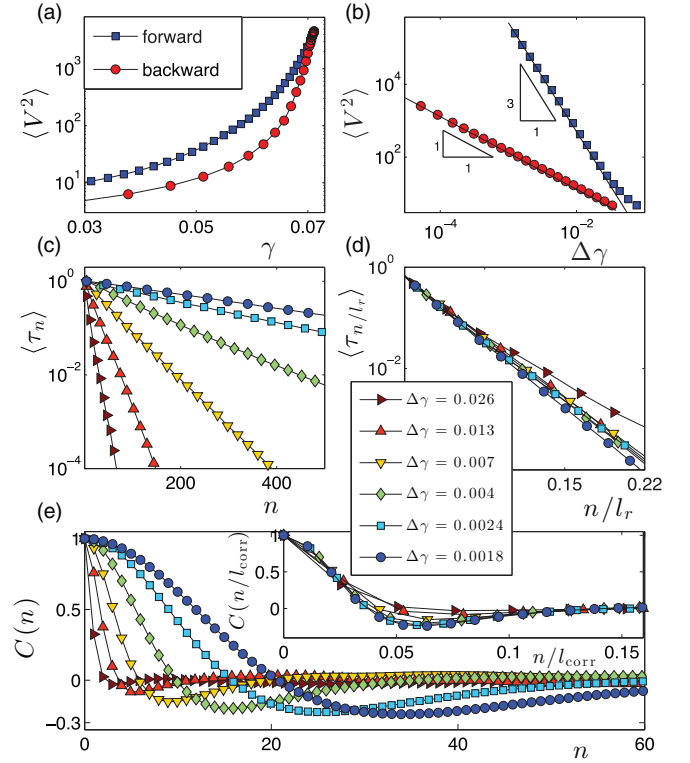 (a)
forward
backward
⟨V²⟩
10³
10²
10¹
0.03
0.05
0.07
γ
(b)
⟨V²⟩
10⁴
10²
3
1
1
1
10⁻⁴
10⁻²
Δγ
(c)
⟨τₙ⟩
10⁰
10⁻²
10⁻⁴
200
400
n
(d)
⟨τₙ/ₗᵣ⟩
10⁻²
0.15
0.22
n/lᵣ
Δγ = 0.026
Δγ = 0.013
Δγ = 0.007
Δγ = 0.004
Δγ = 0.0024
Δγ = 0.0018
(e)
C(n)
1
0.5
0
−0.3
0
20
40
60
n
C(n/l_corr)
1
0.5
0
0
0.05
0.1
0.15
n/l_corr